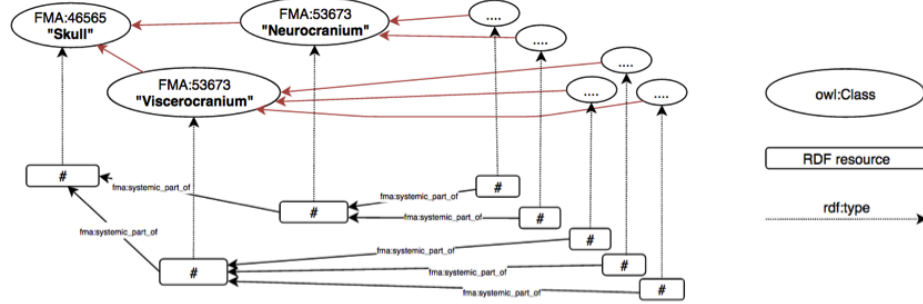 FMA:46565
"Skull"
FMA:53673
"Neurocranium"
....
....
FMA:53673
"Viscerocranium"
....
....
....
owl:Class
#
RDF resource
fma:systemic_part_of
#
fma:systemic_part_of
#
rdf:type
fma:systemic_part_of
#
fma:systemic_part_of
#
fma:systemic_part_of
#
#
fma:systemic_part_of
#
fma:systemic_part_of